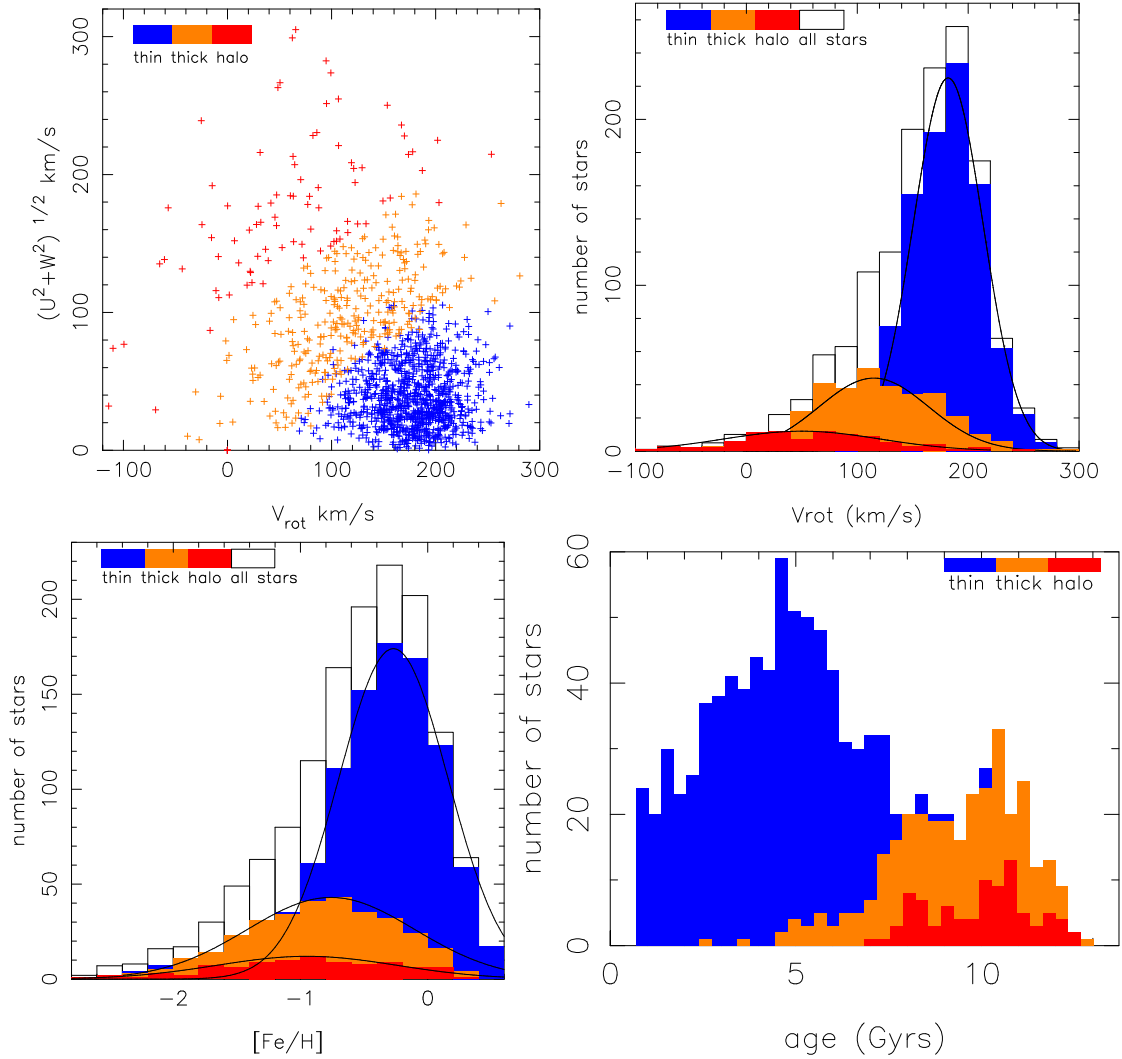 300
200
100
0
thin thick halo
(U²+W²) ^1/2 km/s
−100 0 100 200 300
V_rot km/s
200
100
0
thin thick halo all stars
number of stars
−100 0 100 200 300
Vrot (km/s)
200
150
100
50
0
thin thick halo all stars
number of stars
−2 −1 0
[Fe/H]
60
40
20
0
thin thick halo
number of stars
0 5 10
age (Gyrs)